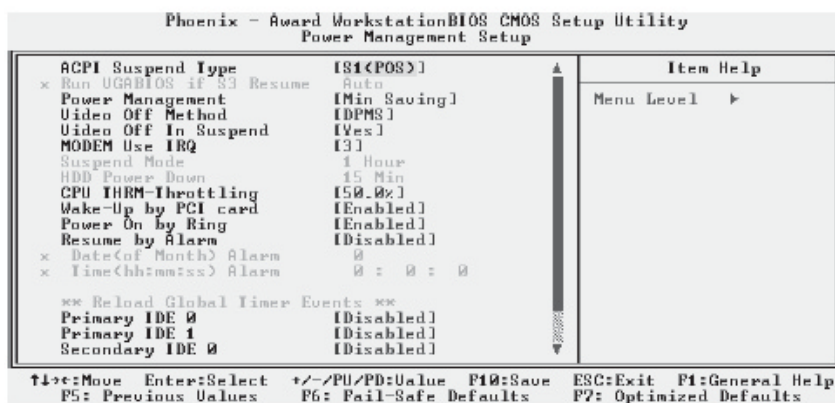 Phoenix - Award WorkstationBIOS CMOS Setup Utility
Power Management Setup
ACPI Suspend Type [S1(POS)]
x Run VGABIOS if S3 Resume Auto
Power Management [Min Saving]
Video Off Method [DPMS]
Video Off In Suspend [Yes]
MODEM Use IRQ [3]
Suspend Mode 1 Hour
HDD Power Down 15 Min
CPU THRM-Throttling [50.0%]
Wake-Up by PCI card [Enabled]
Power On by Ring [Enabled]
Resume by Alarm [Disabled]
x Date(of Month) Alarm 0
x Time(hh:mm:ss) Alarm 0 : 0 : 0
** Reload Global Timer Events **
Primary IDE 0 [Disabled]
Primary IDE 1 [Disabled]
Secondary IDE 0 [Disabled]
Item Help
Menu Level ▶
↑↓→←:Move Enter:Select +/-/PU/PD:Value F10:Save ESC:Exit F1:General Help
F5: Previous Values F6: Fail-Safe Defaults F7: Optimized Defaults